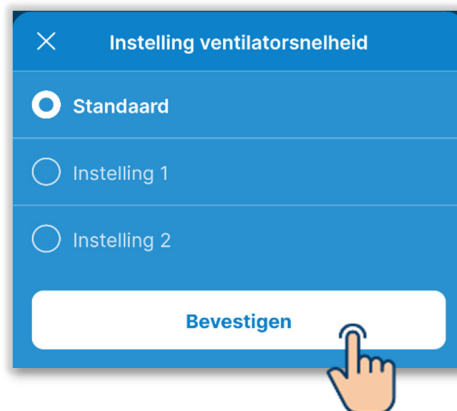 Instelling ventilatorsnelheid
Standaard
Instelling 1
Instelling 2
Bevestigen